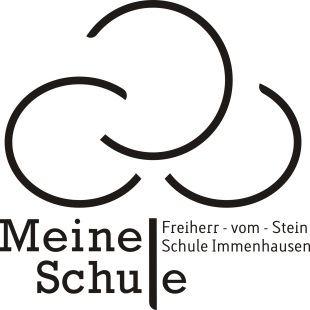 Meine
Schule
Freiherr - vom - Stein
Schule Immenhausen